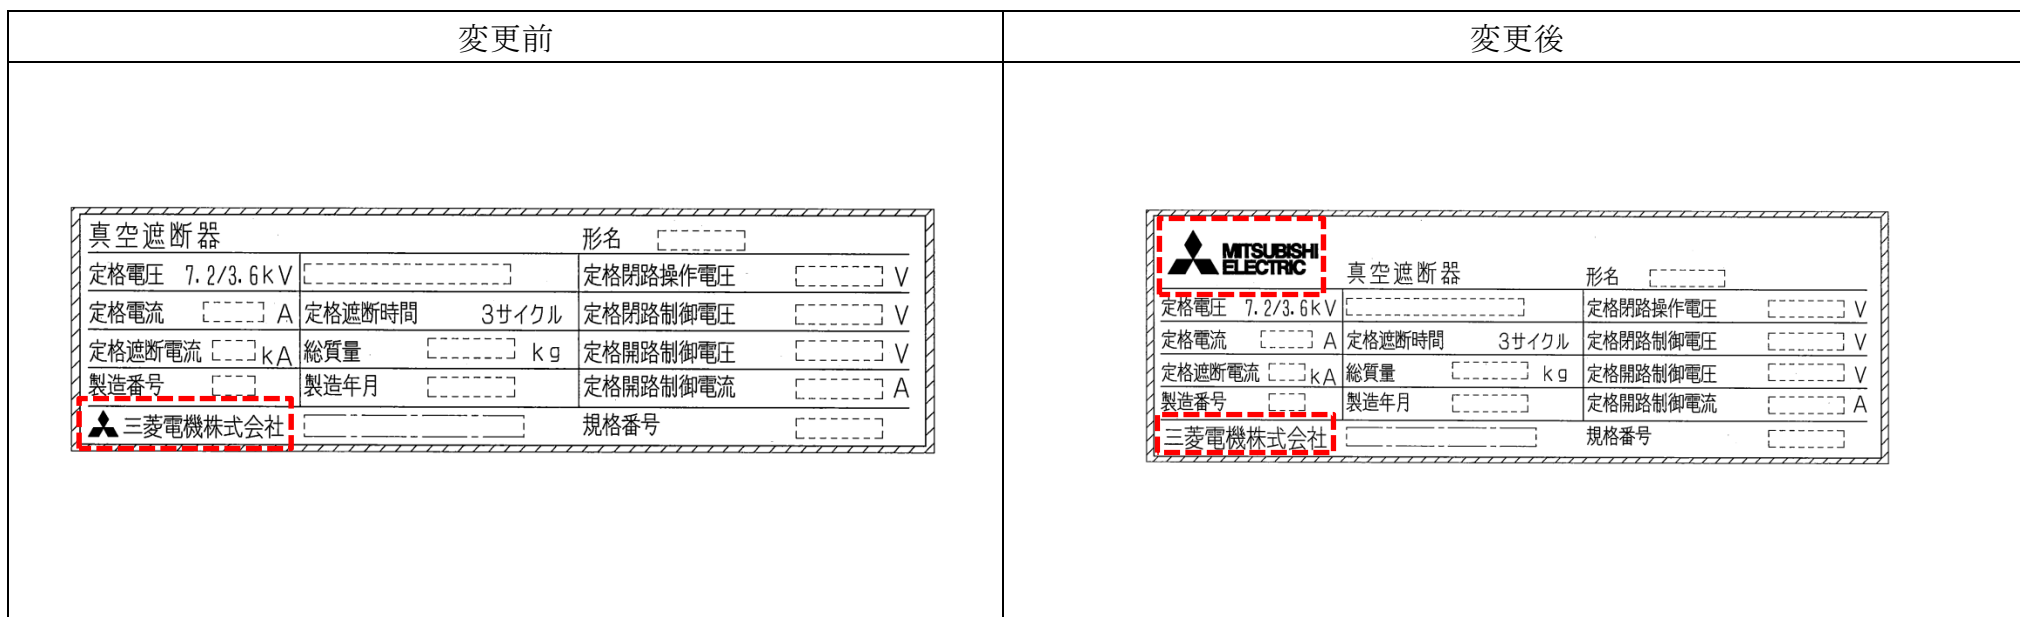 変更前
変更後
真空遮断器 形名
定格電圧 7.2/3.6kV 定格閉路操作電圧 V
定格電流 A 定格遮断時間 3サイクル 定格閉路制御電圧 V
定格遮断電流 kA 総質量 kg 定格開路制御電圧 V
製造番号 製造年月 定格開路制御電流 A
三菱電機株式会社 規格番号
MITSUBISHI
ELECTRIC
真空遮断器 形名
定格電圧 7.2/3.6kV 定格閉路操作電圧 V
定格電流 A 定格遮断時間 3サイクル 定格閉路制御電圧 V
定格遮断電流 kA 総質量 kg 定格開路制御電圧 V
製造番号 製造年月 定格開路制御電流 A
三菱電機株式会社 規格番号